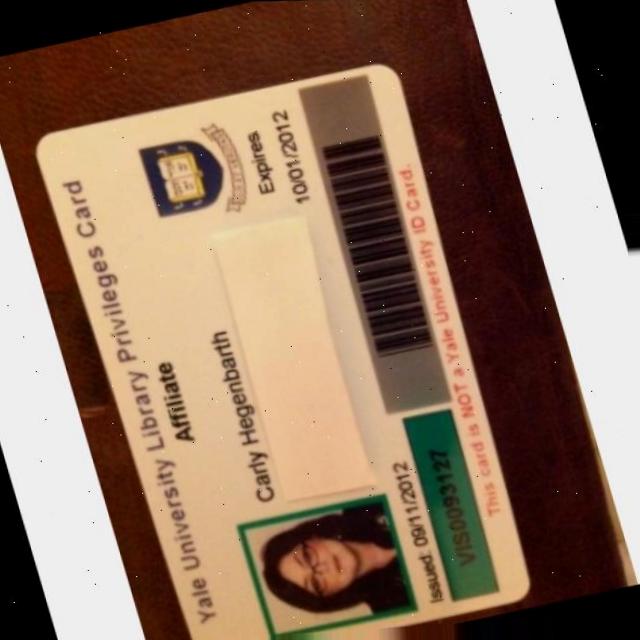 Yale University Library Privileges Card
Affiliate
Expires
10/01/2012
Carly Hegenbarth
Issued: 09/11/2012
VIS0093127
This card is NOT a Yale University ID Card.